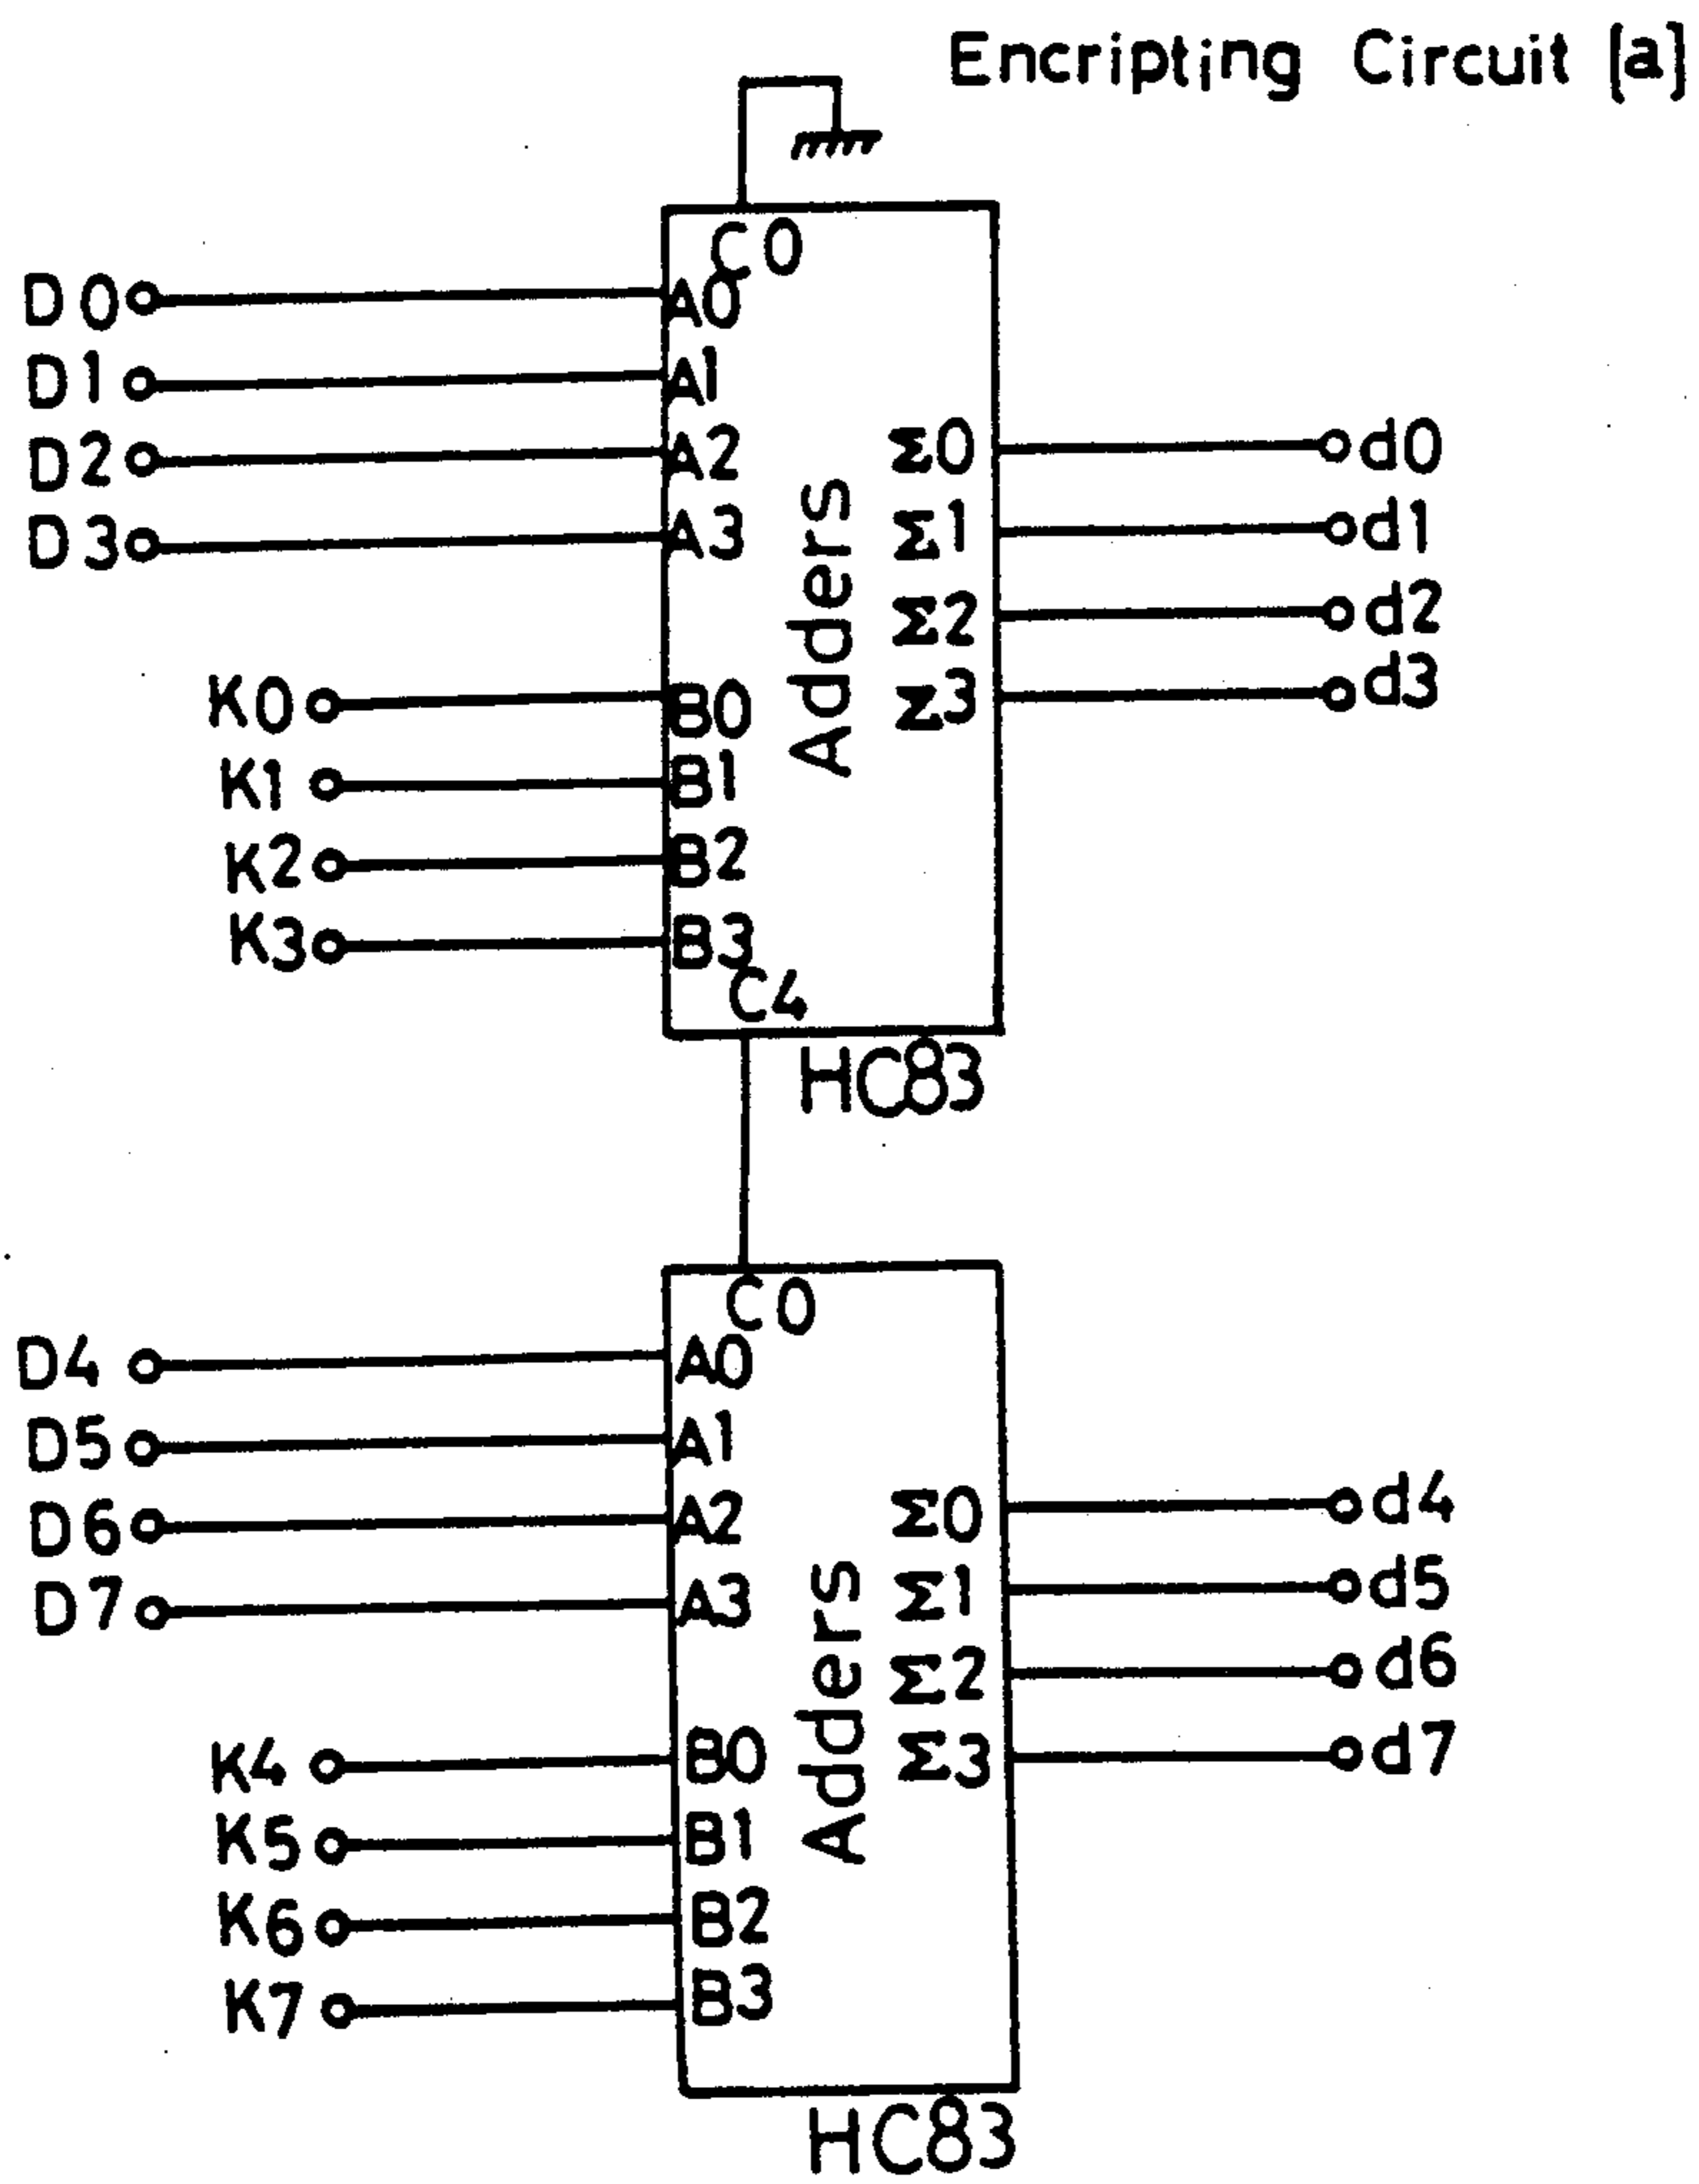 Encripting Circuit [a]
C0
D0 A0
D1 A1
D2 A2 Σ0 d0
D3 A3 Σ1 d1
Adders
Σ2 d2
K0 B0 Σ3 d3
K1 B1
K2 B2
K3 B3
C4
HC83
C0
D4 A0
D5 A1
D6 A2 Σ0 d4
D7 A3 Σ1 d5
Adders
Σ2 d6
K4 B0 Σ3 d7
K5 B1
K6 B2
K7 B3
HC83